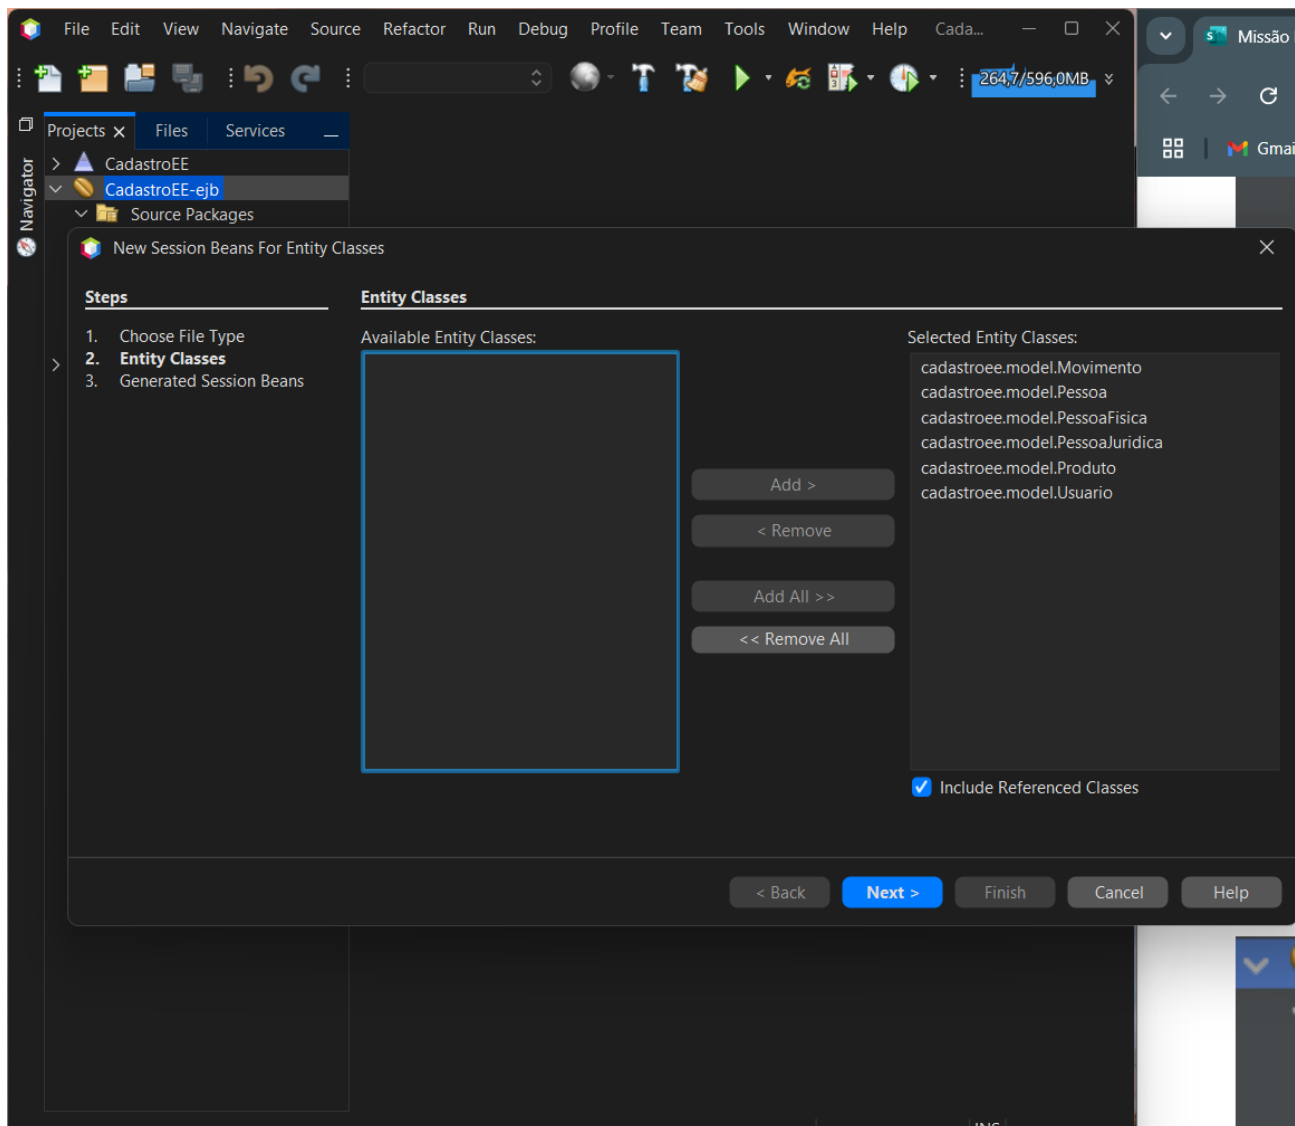 File Edit View Navigate Source Refactor Run Debug Profile Team Tools Window Help Cada...
Missão
264,7/596,0MB
Projects Files Services
Gmai
Navigator
CadastroEE
CadastroEE-ejb
Source Packages
New Session Beans For Entity Classes
Steps
Entity Classes
1. Choose File Type
2. Entity Classes
3. Generated Session Beans
Available Entity Classes:
Selected Entity Classes:
cadastroee.model.Movimento
cadastroee.model.Pessoa
cadastroee.model.PessoaFisica
cadastroee.model.PessoaJuridica
cadastroee.model.Produto
cadastroee.model.Usuario
Add >
< Remove
Add All >>
<< Remove All
Include Referenced Classes
< Back Next > Finish Cancel Help